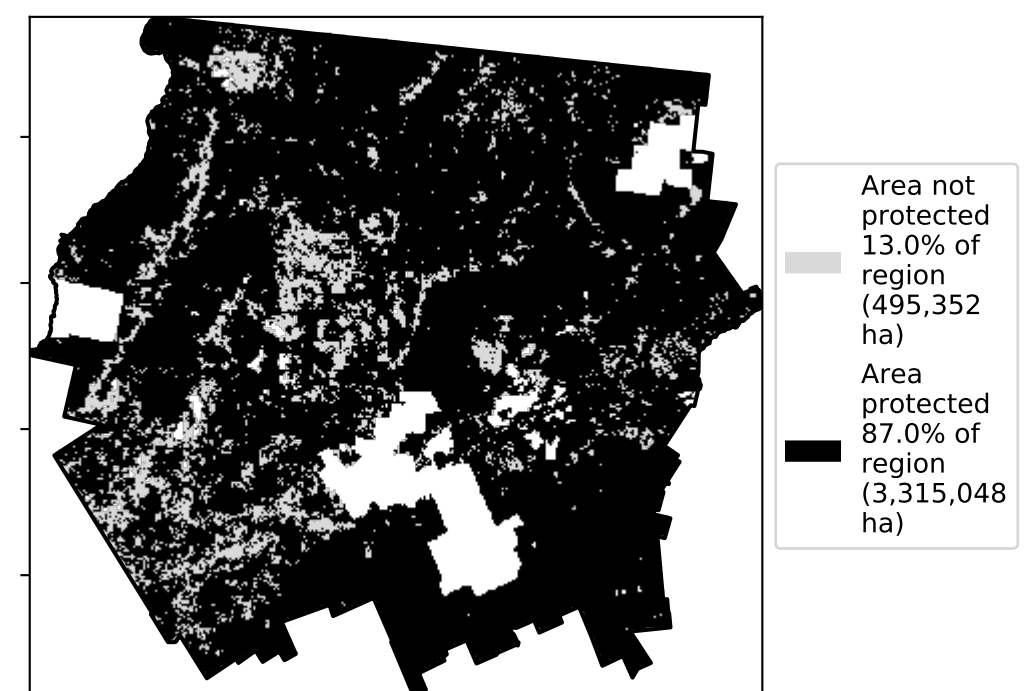 Area not
protected
13.0% of
region
(495,352
ha)
Area
protected
87.0% of
region
(3,315,048
ha)